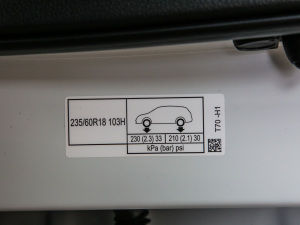 235/60R18 103H
230 (2.3) 33 210 (2.1) 30
kPa (bar) psi
T70 -H1